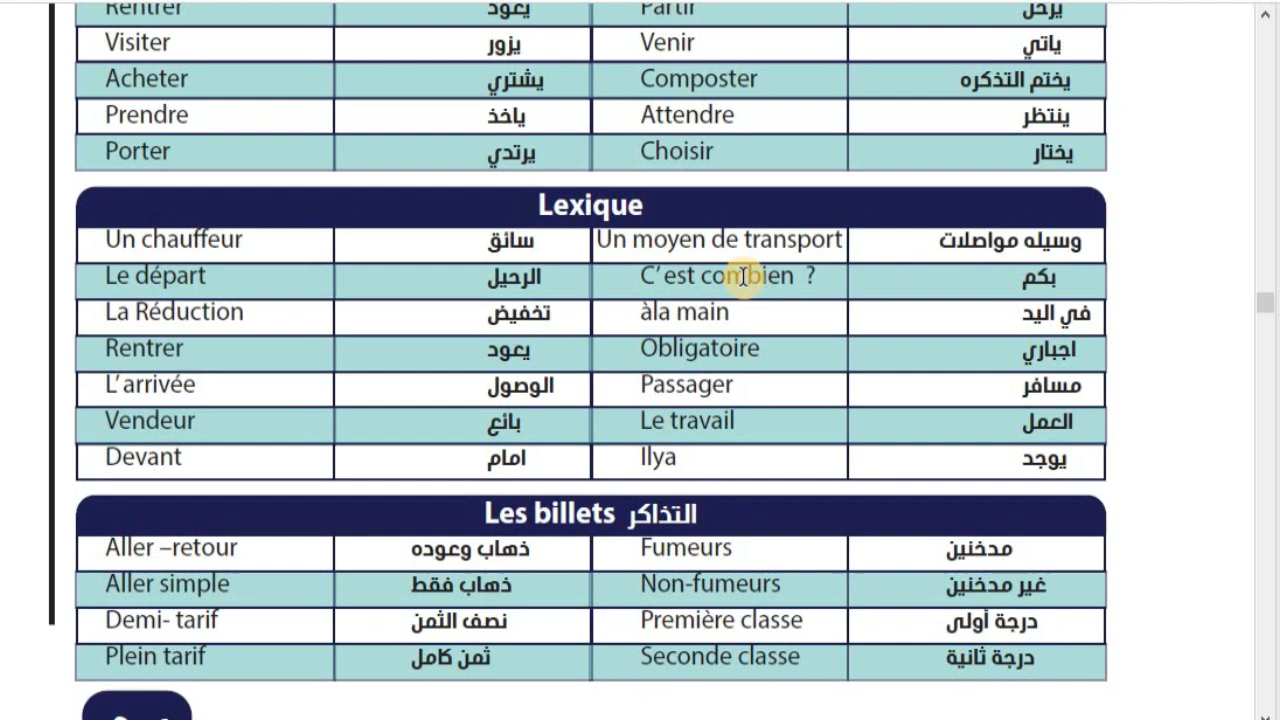 Rentrer يعود Partir يرحل
Visiter يزور Venir ياتي
Acheter يشتري Composter يختم التذكره
Prendre ياخذ Attendre ينتظر
Porter يرتدي Choisir يختار
Lexique
Un chauffeur سائق Un moyen de transport وسيله مواصلات
Le départ الرحيل C'est combien ? بكم
La Réduction تخفيض àla main في اليد
Rentrer يعود Obligatoire اجباري
L'arrivée الوصول Passager مسافر
Vendeur بائع Le travail العمل
Devant امام Ilya يوجد
Les billets التذاكر
Aller –retour ذهاب وعوده Fumeurs مدخنين
Aller simple ذهاب فقط Non-fumeurs غير مدخنين
Demi- tarif نصف الثمن Première classe درجة أولى
Plein tarif ثمن كامل Seconde classe درجة ثانية